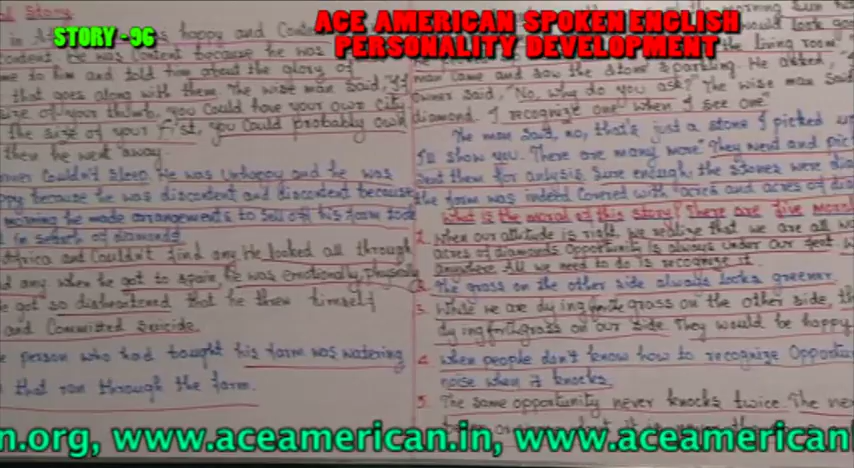 ACE AMERICAN SPOKEN ENGLISH
PERSONALITY DEVELOPMENT
STORY -96
Story
happy and
Content. He was Content because he was
me to him and told him about the glory of
that goes along with them. The wise man said, "If
size of your thumb, you Could have your own City
the size of your fist, you Could probably own
then he went away.
Couldn't sleep He was Unhappy and he was
because he was discontent and discontent because
morning he made arrangements to sell off his farm
in search of diamonds
Africa and Couldn't find any He looked all through
any when he got to spain, he was emotionally, physically
got so disheartened that he threw himself
and Committed Suicide.
person who had bought his farm was watering
that ran through the farm.
morning Sun
would look good
the living room
man Came and saw the stone sparkling. He asked,
owner said, "No, why do you ask?" The wise man said
diamond. I recognize one when I see one"
The man said, no, that's just a stone I picked up
I'll show you. There are many more" They went and
them for anlysis Sure enough, the stones were
the farm was indeed Covered with acres and acres of
What is the moral of this story? There are five
1. When our attitude is right, we realize that we are all
acres of diamonds Opportunity is always under our feet
anywhere. All we need to do is recognise it.
2. The grass on the other side always looks greener.
3. While we are dying for the grass on the other side,
dying for the grass on our side. They would be happy
4. When people don't know how to recognize
noise when it knocks
5. The same opportunity never knocks twice. The
n.org, www.aceamerican.in, www.aceamerican